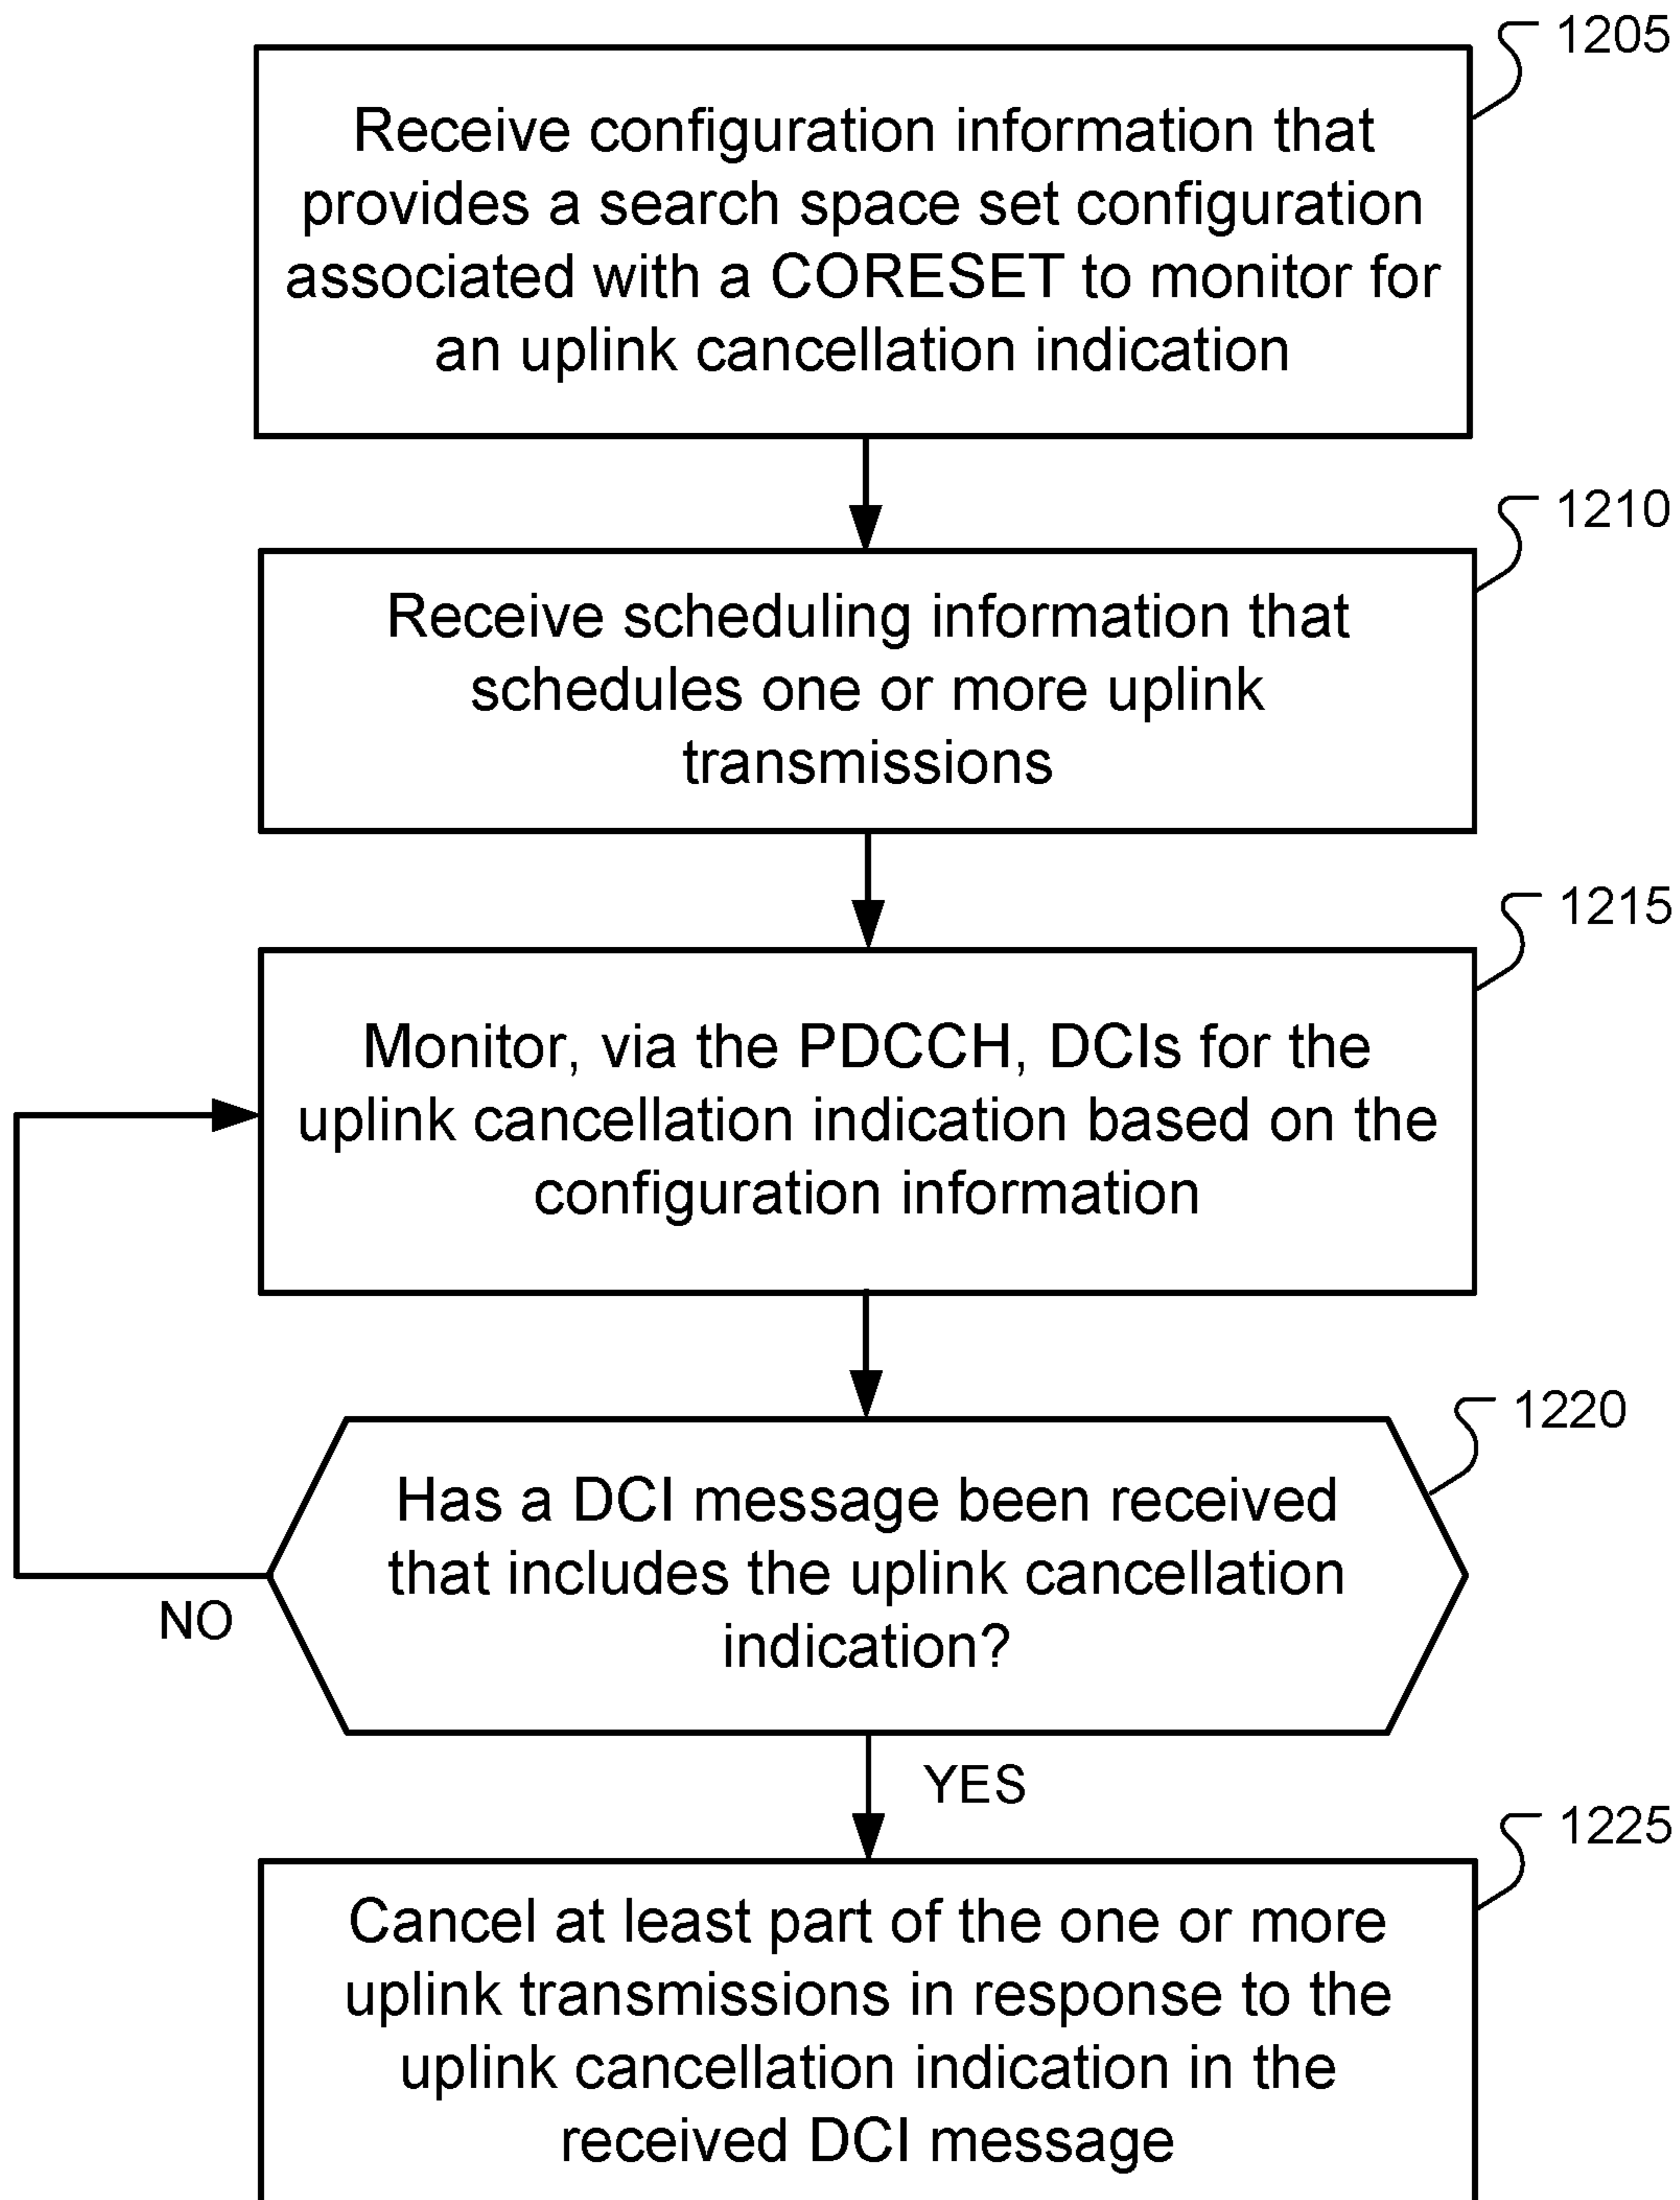 1205
Receive configuration information that
provides a search space set configuration
associated with a CORESET to monitor for
an uplink cancellation indication
1210
Receive scheduling information that
schedules one or more uplink
transmissions
1215
Monitor, via the PDCCH, DCIs for the
uplink cancellation indication based on the
configuration information
1220
Has a DCI message been received
that includes the uplink cancellation
indication?
NO
YES
1225
Cancel at least part of the one or more
uplink transmissions in response to the
uplink cancellation indication in the
received DCI message